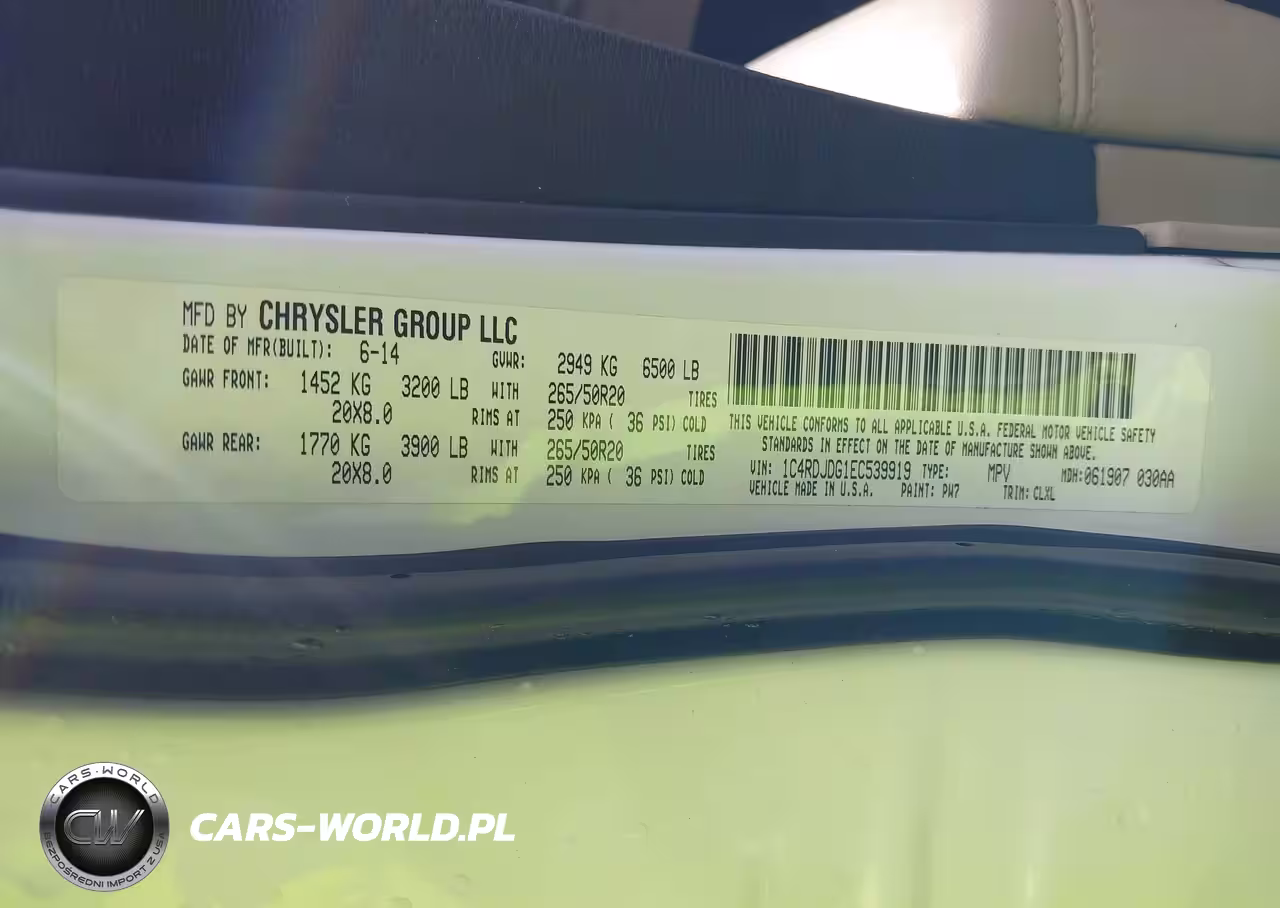 MFD BY CHRYSLER GROUP LLC
DATE OF MFR(BUILT): 6-14 GVWR: 2949 KG 6500 LB
GAWR FRONT: 1452 KG 3200 LB WITH 265/50R20 TIRES
20X8.0 RIMS AT 250 KPA ( 36 PSI) COLD
GAWR REAR: 1770 KG 3900 LB WITH 265/50R20 TIRES
20X8.0 RIMS AT 250 KPA ( 36 PSI) COLD
THIS VEHICLE CONFORMS TO ALL APPLICABLE U.S.A. FEDERAL MOTOR VEHICLE SAFETY
STANDARDS IN EFFECT ON THE DATE OF MANUFACTURE SHOWN ABOVE.
VIN: 1C4RDJDG1EC539919 TYPE: MPV MDH:061907 030AA
VEHICLE MADE IN U.S.A. PAINT: PW7 TRIM: CLXL
CARS-WORLD
CW
BEZPOŚREDNI IMPORT Z USA
CARS-WORLD.PL